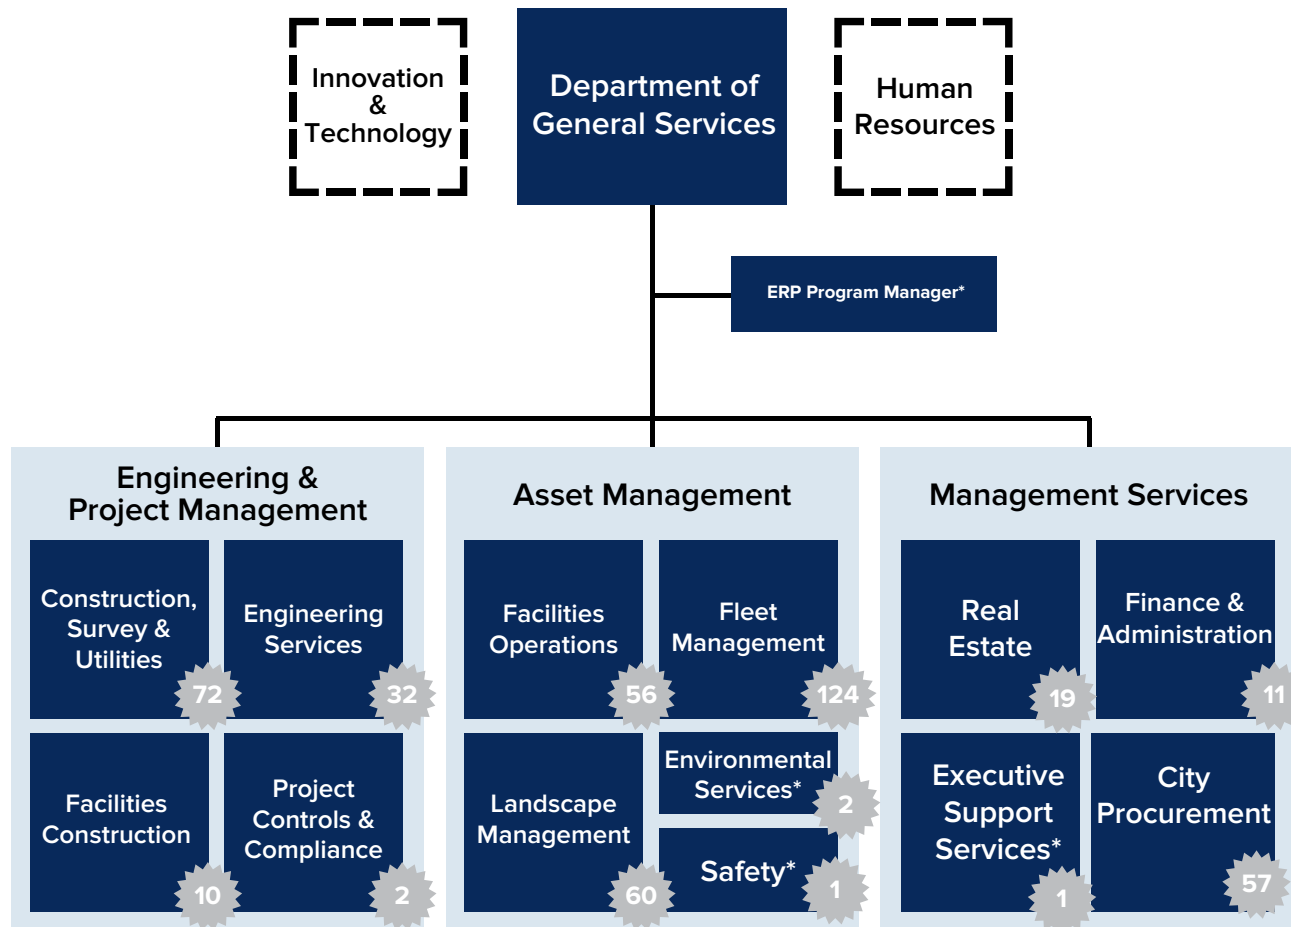 Innovation
&
Technology
Department of
General Services
Human
Resources
ERP Program Manager*
Engineering &
Project Management
Construction,
Survey &
Utilities
72
Engineering
Services
32
Facilities
Construction
10
Project
Controls &
Compliance
2
Asset Management
Facilities
Operations
56
Fleet
Management
124
Landscape
Management
60
Environmental
Services*
2
Safety*
1
Management Services
Real
Estate
19
Finance &
Administration
11
Executive
Support
Services*
1
City
Procurement
57